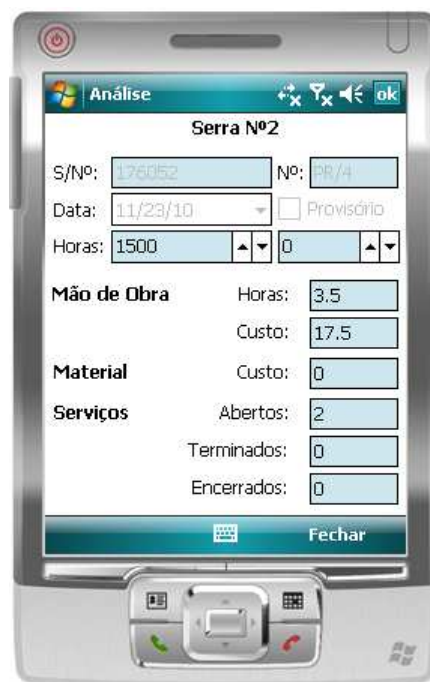 Análise ok
Serra Nº2
S/Nº: 176052 Nº: PR/4
Data: 11/23/10 Provisório
Horas: 1500 0
Mão de Obra Horas: 3.5
Custo: 17.5
Material Custo: 0
Serviços Abertos: 2
Terminados: 0
Encerrados: 0
Fechar